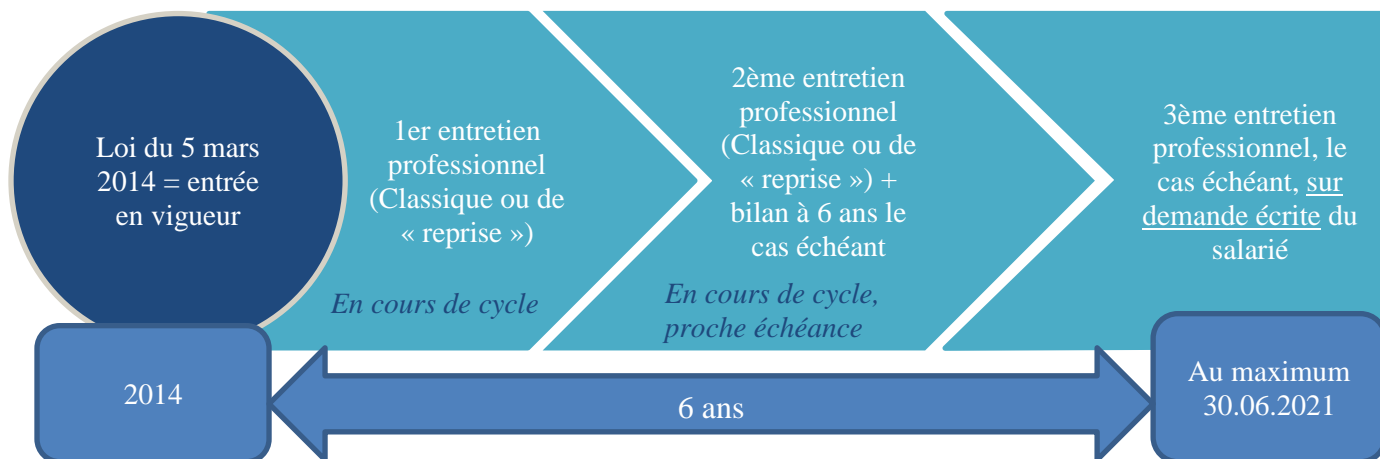 Loi du 5 mars
2014 = entrée
en vigueur
1er entretien
professionnel
(Classique ou de
« reprise »)
En cours de cycle
2ème entretien
professionnel
(Classique ou de
« reprise ») +
bilan à 6 ans le
cas échéant
En cours de cycle,
proche échéance
3ème entretien
professionnel, le
cas échéant, sur
demande écrite du
salarié
2014
6 ans
Au maximum
30.06.2021